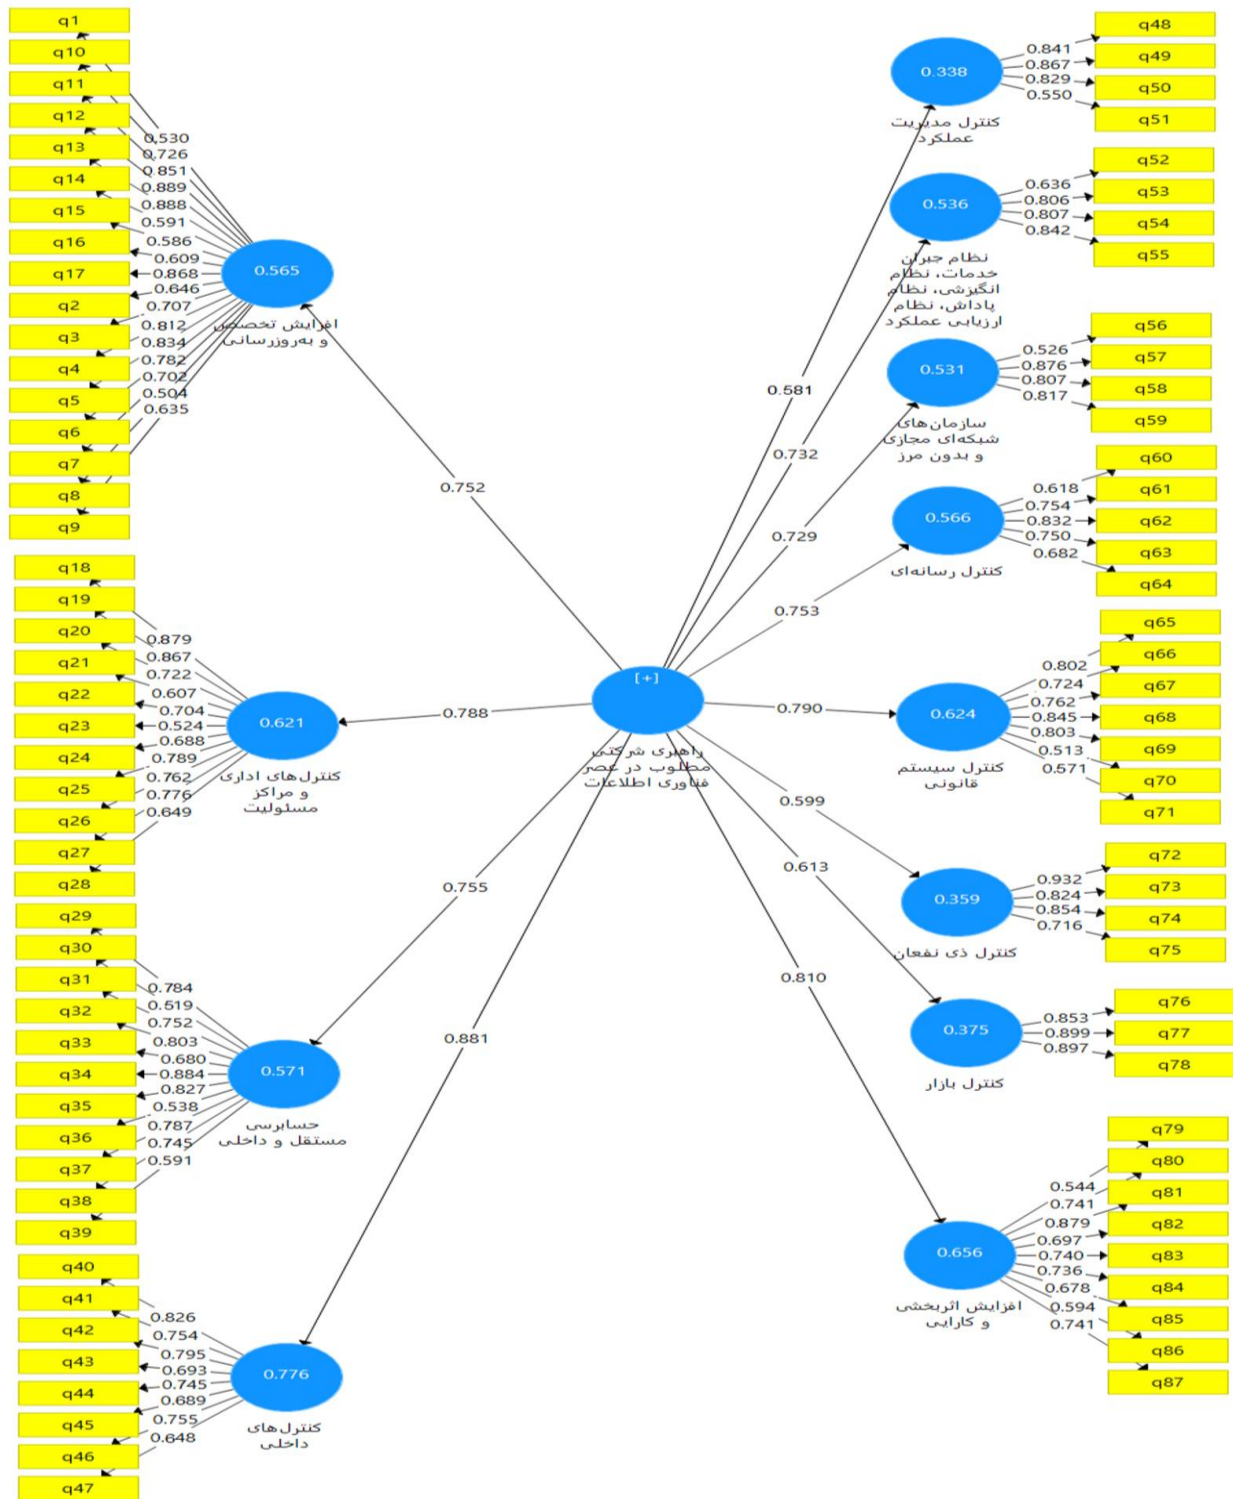 q1
q10
q11
q12
q13
q14
q15
q16
q17
q2
q3
q4
q5
q6
q7
q8
q9
0.530
0.726
0.851
0.889
0.888
0.591
0.586
0.609
0.868
0.646
0.707
0.812
0.834
0.782
0.702
0.504
0.635
0.565
افزایش تخصص
و به‌روزرسانی
q18
q19
q20
q21
q22
q23
q24
q25
q26
q27
q28
0.879
0.867
0.722
0.607
0.704
0.524
0.688
0.789
0.762
0.776
0.649
0.621
کنترل‌های اداری
و مراکز
مسئولیت
q29
q30
q31
q32
q33
q34
q35
q36
q37
q38
q39
0.784
0.519
0.752
0.803
0.680
0.884
0.827
0.538
0.787
0.745
0.591
0.571
حسابرسی
مستقل و داخلی
q40
q41
q42
q43
q44
q45
q46
q47
0.826
0.754
0.795
0.693
0.745
0.689
0.755
0.648
0.776
کنترل‌های
داخلی
0.752
0.788
0.755
0.881
[+]
راهبری شرکتی
مطلوب در عصر
فناوری اطلاعات
0.581
0.732
0.729
0.753
0.790
0.599
0.613
0.810
0.338
کنترل مدیریت
عملکرد
0.841
0.867
0.829
0.550
q48
q49
q50
q51
0.536
نظام جبران
خدمات، نظام
انگیزشی، نظام
پاداش، نظام
ارزیابی عملکرد
0.636
0.806
0.807
0.842
q52
q53
q54
q55
0.531
سازمان‌های
شبکه‌ای مجازی
و بدون مرز
0.526
0.876
0.807
0.817
q56
q57
q58
q59
0.566
کنترل رسانه‌ای
0.618
0.754
0.832
0.750
0.682
q60
q61
q62
q63
q64
0.624
کنترل سیستم
قانونی
0.802
0.724
0.762
0.845
0.803
0.513
0.571
q65
q66
q67
q68
q69
q70
q71
0.359
کنترل ذی نفعان
0.932
0.824
0.854
0.716
q72
q73
q74
q75
0.375
کنترل بازار
0.853
0.899
0.897
q76
q77
q78
0.656
افزایش اثربخشی
و کارایی
0.544
0.741
0.879
0.697
0.740
0.736
0.678
0.594
0.741
q79
q80
q81
q82
q83
q84
q85
q86
q87